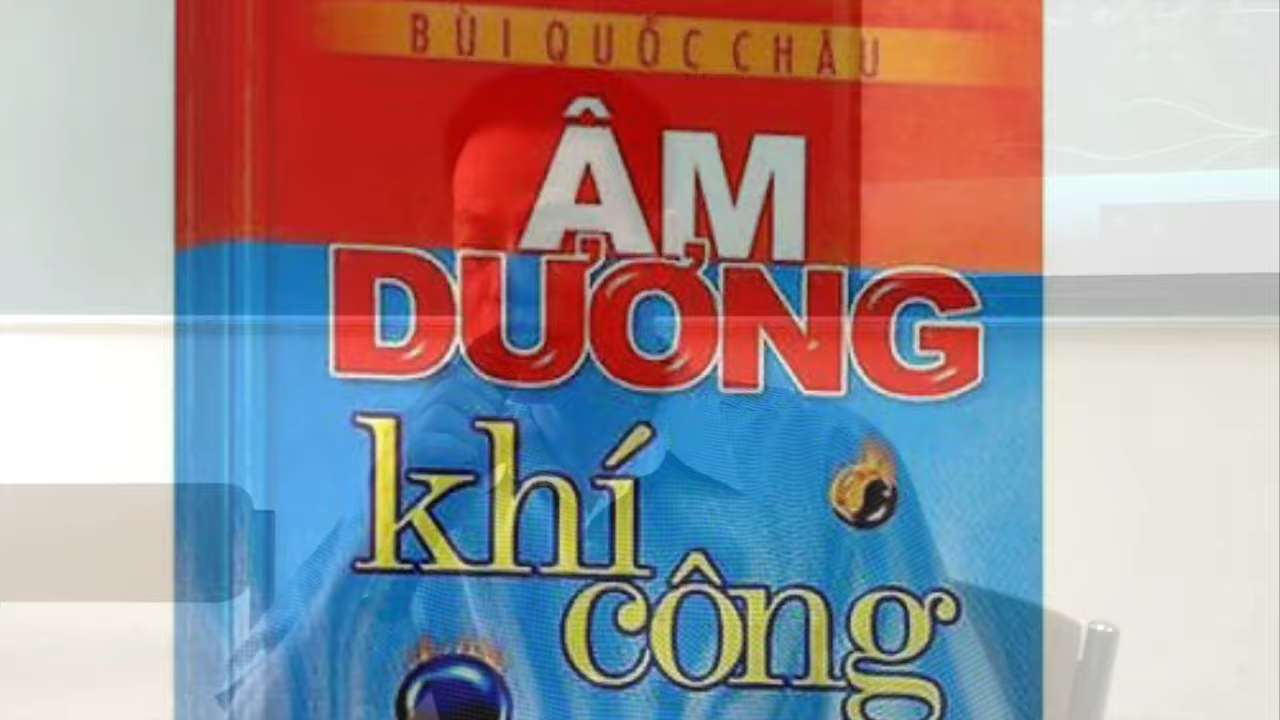 BÙI QUỐC CHÂU
ÂM
DƯƠNG
khí
công